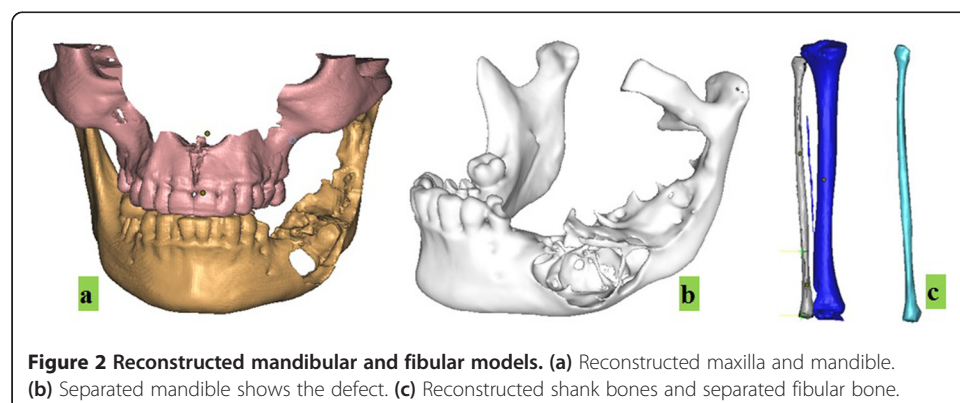 a
b
c
Figure 2 Reconstructed mandibular and fibular models. (a) Reconstructed maxilla and mandible.
(b) Separated mandible shows the defect. (c) Reconstructed shank bones and separated fibular bone.